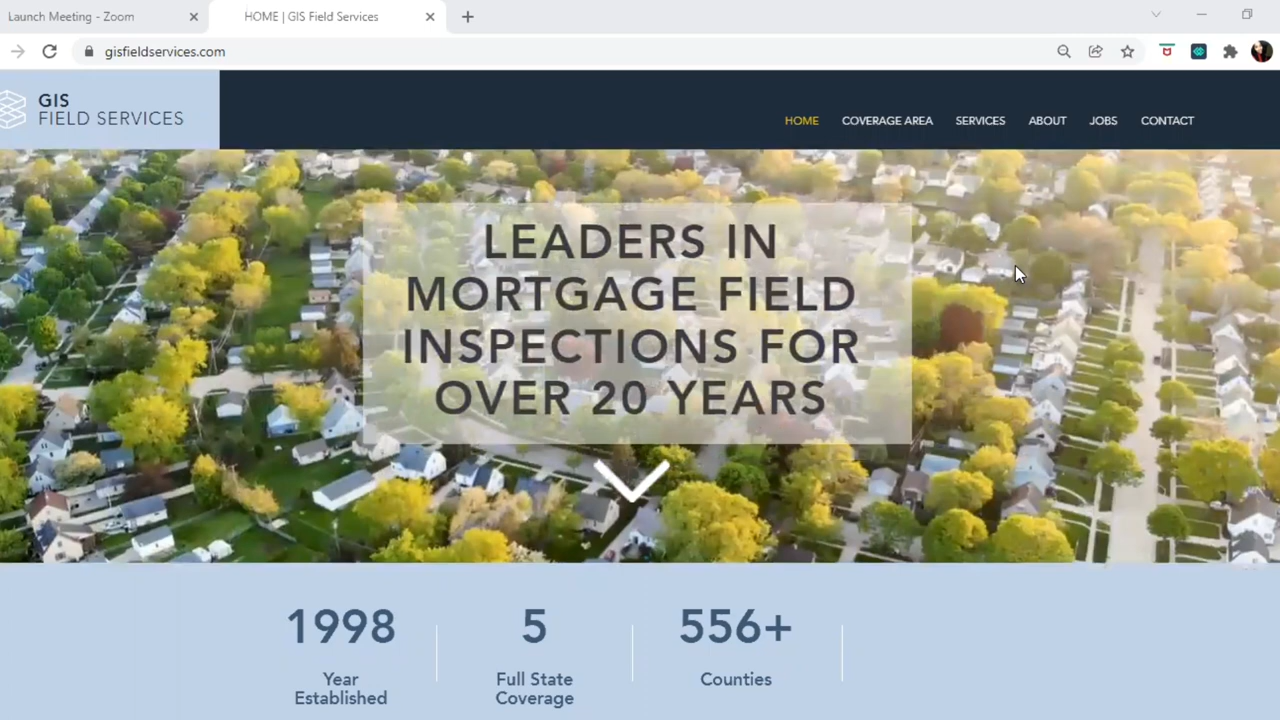 Launch Meeting - Zoom
HOME | GIS Field Services
gisfieldservices.com
GIS
FIELD SERVICES
HOME
COVERAGE AREA
SERVICES
ABOUT
JOBS
CONTACT
LEADERS IN
MORTGAGE FIELD
INSPECTIONS FOR
OVER 20 YEARS
1998
Year
Established
5
Full State
Coverage
556+
Counties